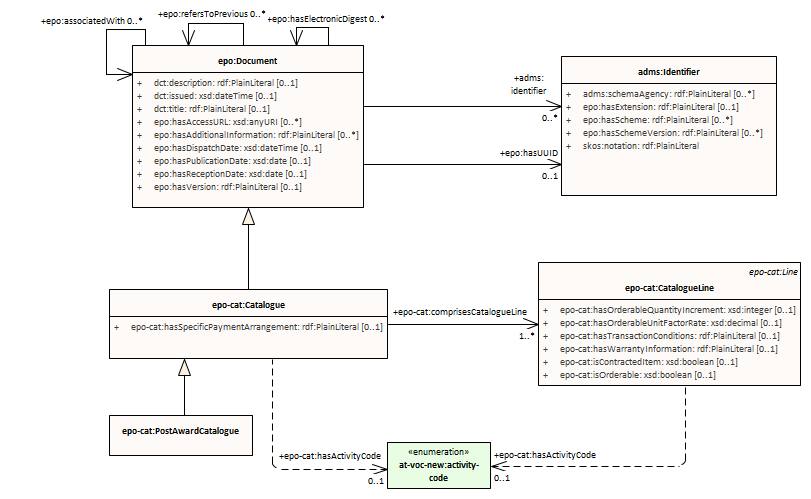 +epo:associatedWith 0..*
+epo:refersToPrevious 0..*
+epo:hasElectronicDigest 0..*
epo:Document
+ dct:description: rdf:PlainLiteral [0..1]
+ dct:issued: xsd:dateTime [0..1]
+ dct:title: rdf:PlainLiteral [0..1]
+ epo:hasAccessURL: xsd:anyURI [0..*]
+ epo:hasAdditionalInformation: rdf:PlainLiteral [0..*]
+ epo:hasDispatchDate: xsd:dateTime [0..1]
+ epo:hasPublicationDate: xsd:date [0..1]
+ epo:hasReceptionDate: xsd:date [0..1]
+ epo:hasVersion: rdf:PlainLiteral [0..1]
+adms:
identifier
0..*
+epo:hasUUID
0..1
adms:Identifier
+ adms:schemaAgency: rdf:PlainLiteral [0..*]
+ epo:hasExtension: rdf:PlainLiteral [0..1]
+ epo:hasScheme: rdf:PlainLiteral [0..*]
+ epo:hasSchemeVersion: rdf:PlainLiteral [0..*]
+ skos:notation: rdf:PlainLiteral
epo-cat:Catalogue
+ epo-cat:hasSpecificPaymentArrangement: rdf:PlainLiteral [0..1]
+epo-cat:comprisesCatalogueLine
1..*
epo-cat:Line
epo-cat:CatalogueLine
+ epo-cat:hasOrderableQuantityIncrement: xsd:integer [0..1]
+ epo-cat:hasOrderableUnitFactorRate: xsd:decimal [0..1]
+ epo-cat:hasTransactionConditions: rdf:PlainLiteral [0..1]
+ epo-cat:hasWarrantyInformation: rdf:PlainLiteral [0..1]
+ epo-cat:isContractedItem: xsd:boolean [0..1]
+ epo-cat:isOrderable: xsd:boolean [0..1]
epo-cat:PostAwardCatalogue
+epo-cat:hasActivityCode
0..1
«enumeration»
at-voc-new:activity-
code
+epo-cat:hasActivityCode
0..1